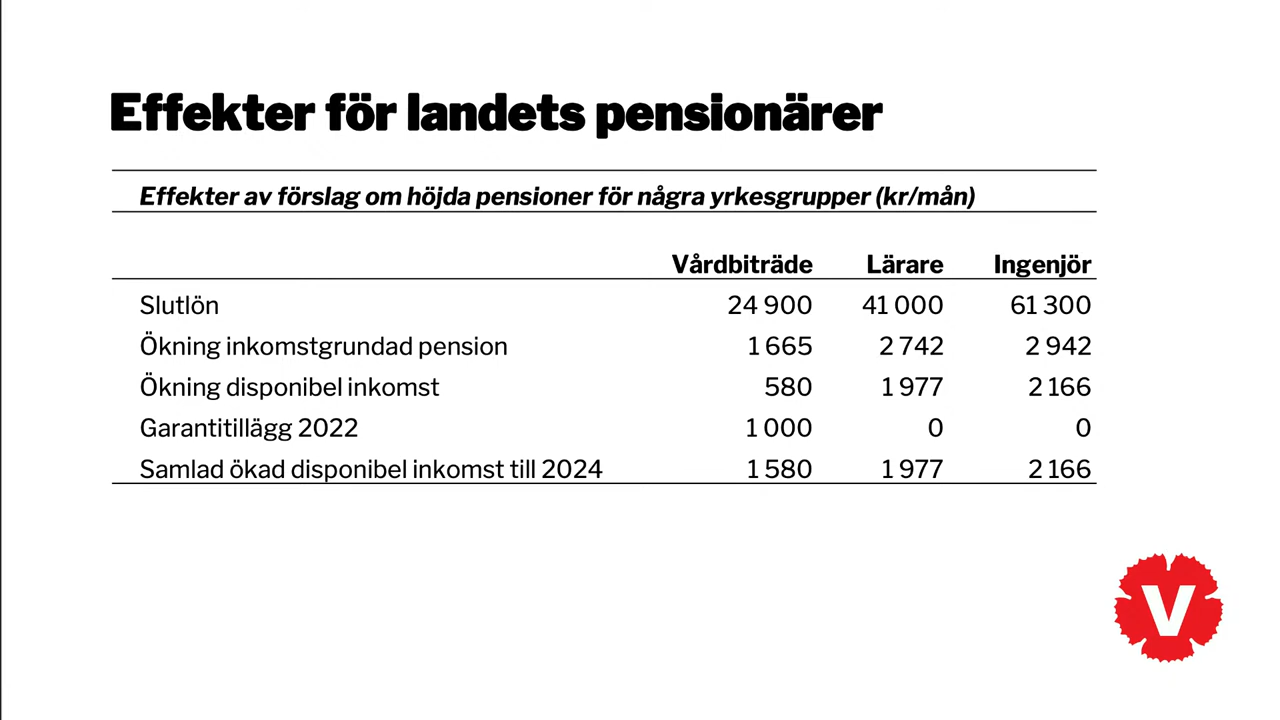 Effekter för landets pensionärer
Effekter av förslag om höjda pensioner för några yrkesgrupper (kr/mån)
Vårdbiträde Lärare Ingenjör
Slutlön 24 900 41 000 61 300
Ökning inkomstgrundad pension 1 665 2 742 2 942
Ökning disponibel inkomst 580 1 977 2 166
Garantitillägg 2022 1 000 0 0
Samlad ökad disponibel inkomst till 2024 1 580 1 977 2 166
V